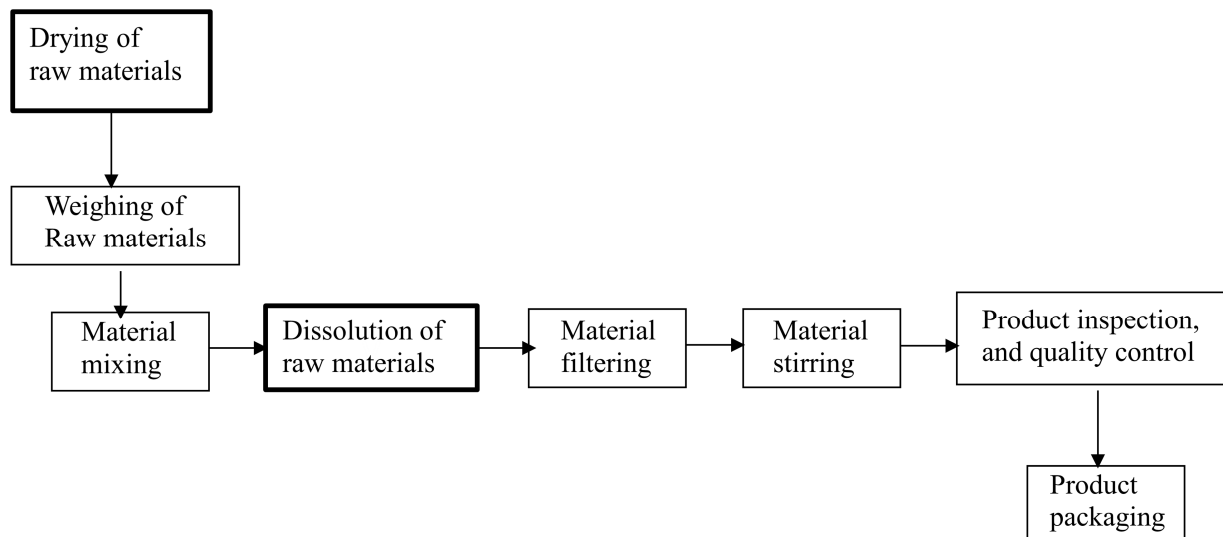 Drying of
raw materials
Weighing of
Raw materials
Material
mixing
Dissolution of
raw materials
Material
filtering
Material
stirring
Product inspection,
and quality control
Product
packaging